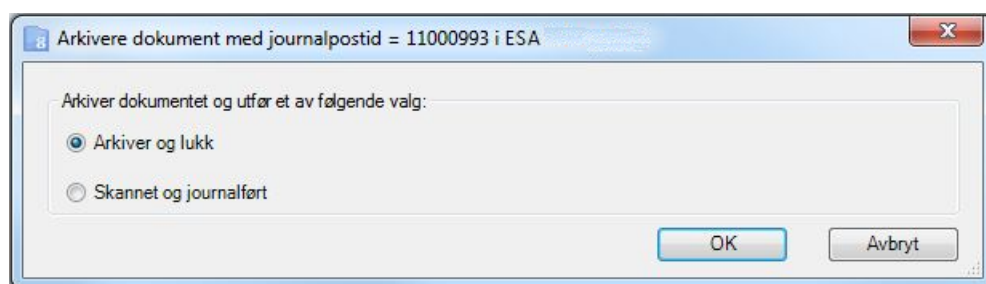 Arkivere dokument med journalpostid = 11000993 i ESA
Arkiver dokumentet og utfør et av følgende valg:
Arkiver og lukk
Skannet og journalført
OK Avbryt